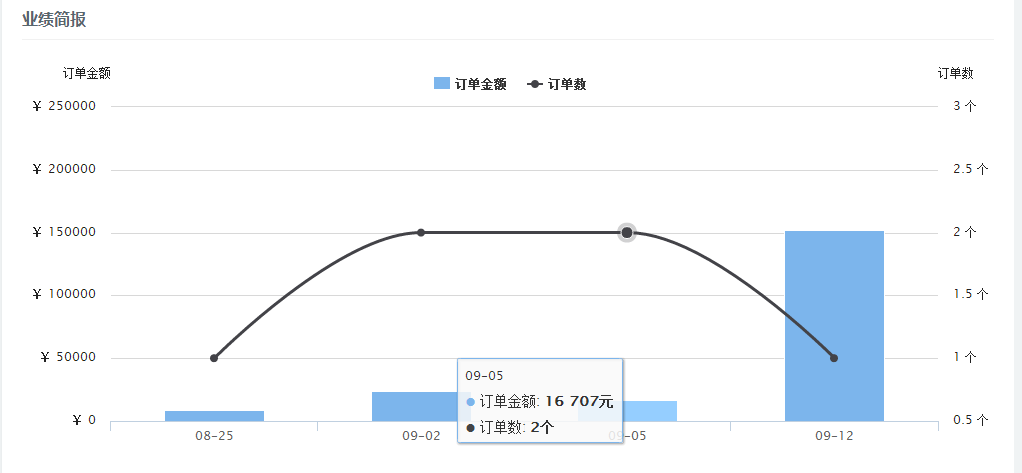 业绩简报
订单金额
订单数
订单金额 订单数
¥ 250000
3 个
¥ 200000
2.5 个
¥ 150000
2 个
¥ 100000
1.5 个
¥ 50000
1 个
¥ 0
0.5 个
09-05
订单金额: 16 707元
订单数: 2个
08-25
09-02
09-05
09-12